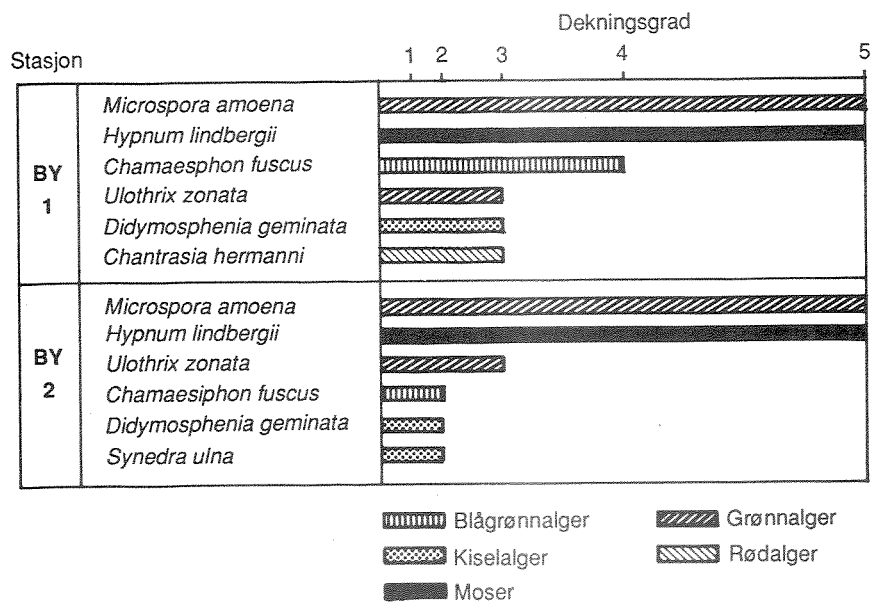 Dekningsgrad
Stasjon 1 2 3 4 5
BY 1
Microspora amoena
Hypnum lindbergii
Chamaesphon fuscus
Ulothrix zonata
Didymosphenia geminata
Chantrasia hermanni
BY 2
Microspora amoena
Hypnum lindbergii
Ulothrix zonata
Chamaesiphon fuscus
Didymosphenia geminata
Synedra ulna
Blågrønnalger Grønnalger
Kiselalger Rødalger
Moser